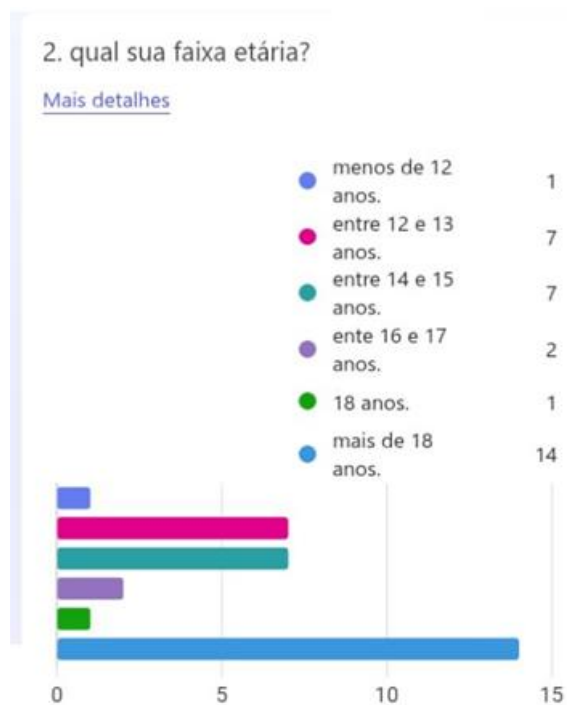 2. qual sua faixa etária?
Mais detalhes
menos de 12
anos.
1
entre 12 e 13
anos.
7
entre 14 e 15
anos.
7
ente 16 e 17
anos.
2
18 anos.
1
mais de 18
anos.
14
0 5 10 15